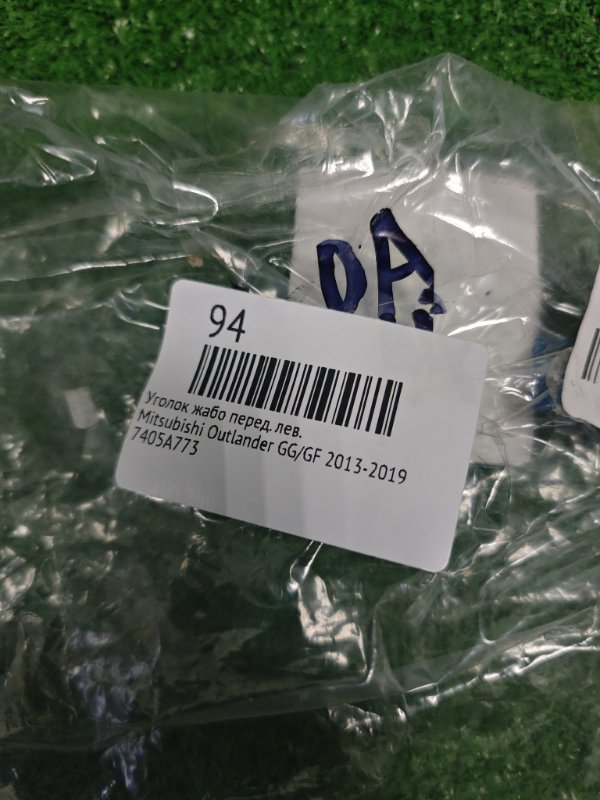 DA
94
Уголок жабо перед. лев.
Mitsubishi Outlander GG/GF 2013-2019
7405A773